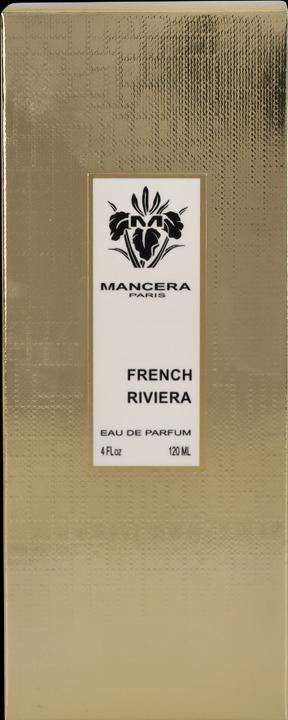 M
MANCERA
PARIS
FRENCH
RIVIERA
EAU DE PARFUM
4 FLoz 120 ML